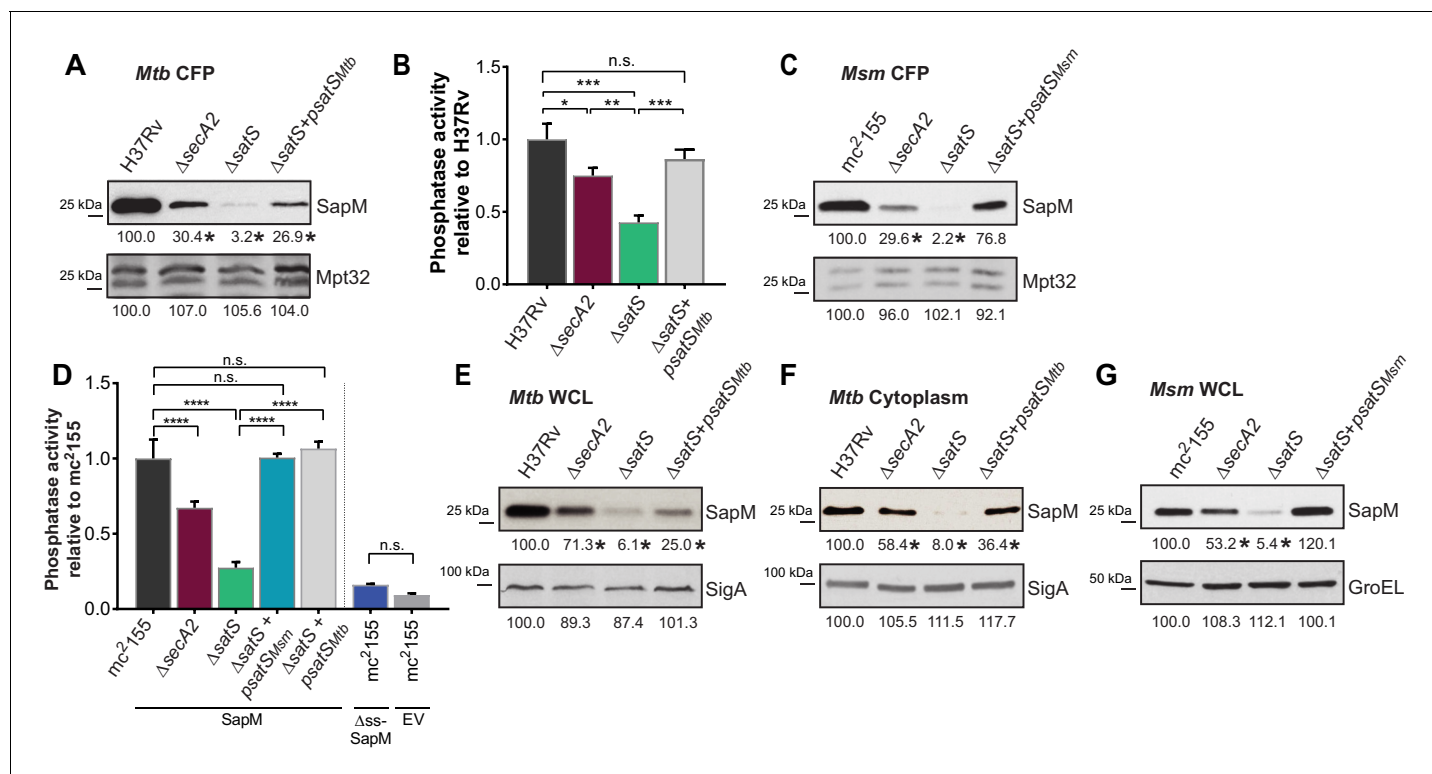 A
Mtb CFP
H37Rv
ΔsecA2
ΔsatS
ΔsatS+psatSMtb
25 kDa
SapM
100.0 30.4* 3.2* 26.9*
25 kDa
Mpt32
100.0 107.0 105.6 104.0
B
Phosphatase activity
relative to H37Rv
1.5
1.0
0.5
0.0
n.s.
***
* ** ***
H37Rv
ΔsecA2
ΔsatS
ΔsatS+
psatSMtb
C
Msm CFP
mc²155
ΔsecA2
ΔsatS
ΔsatS+psatSMsm
25 kDa
SapM
100.0 29.6* 2.2* 76.8
25 kDa
Mpt32
100.0 96.0 102.1 92.1
D
Phosphatase activity
relative to mc²155
1.5
1.0
0.5
0.0
n.s.
n.s.
**** ****
**** ****
n.s.
mc²155
ΔsecA2
ΔsatS
ΔsatS +
psatSMsm
ΔsatS +
psatSMtb
mc²155
mc²155
SapM
Δss-
SapM
EV
E
Mtb WCL
H37Rv
ΔsecA2
ΔsatS
ΔsatS+psatSMtb
25 kDa
SapM
100.0 71.3* 6.1* 25.0*
100 kDa
SigA
100.0 89.3 87.4 101.3
F
Mtb Cytoplasm
H37Rv
ΔsecA2
ΔsatS
ΔsatS+psatSMtb
25 kDa
SapM
100.0 58.4* 8.0* 36.4*
100 kDa
SigA
100.0 105.5 111.5 117.7
G
Msm WCL
mc²155
ΔsecA2
ΔsatS
ΔsatS+psatSMsm
25 kDa
SapM
100.0 53.2* 5.4* 120.1
50 kDa
GroEL
100.0 108.3 112.1 100.1